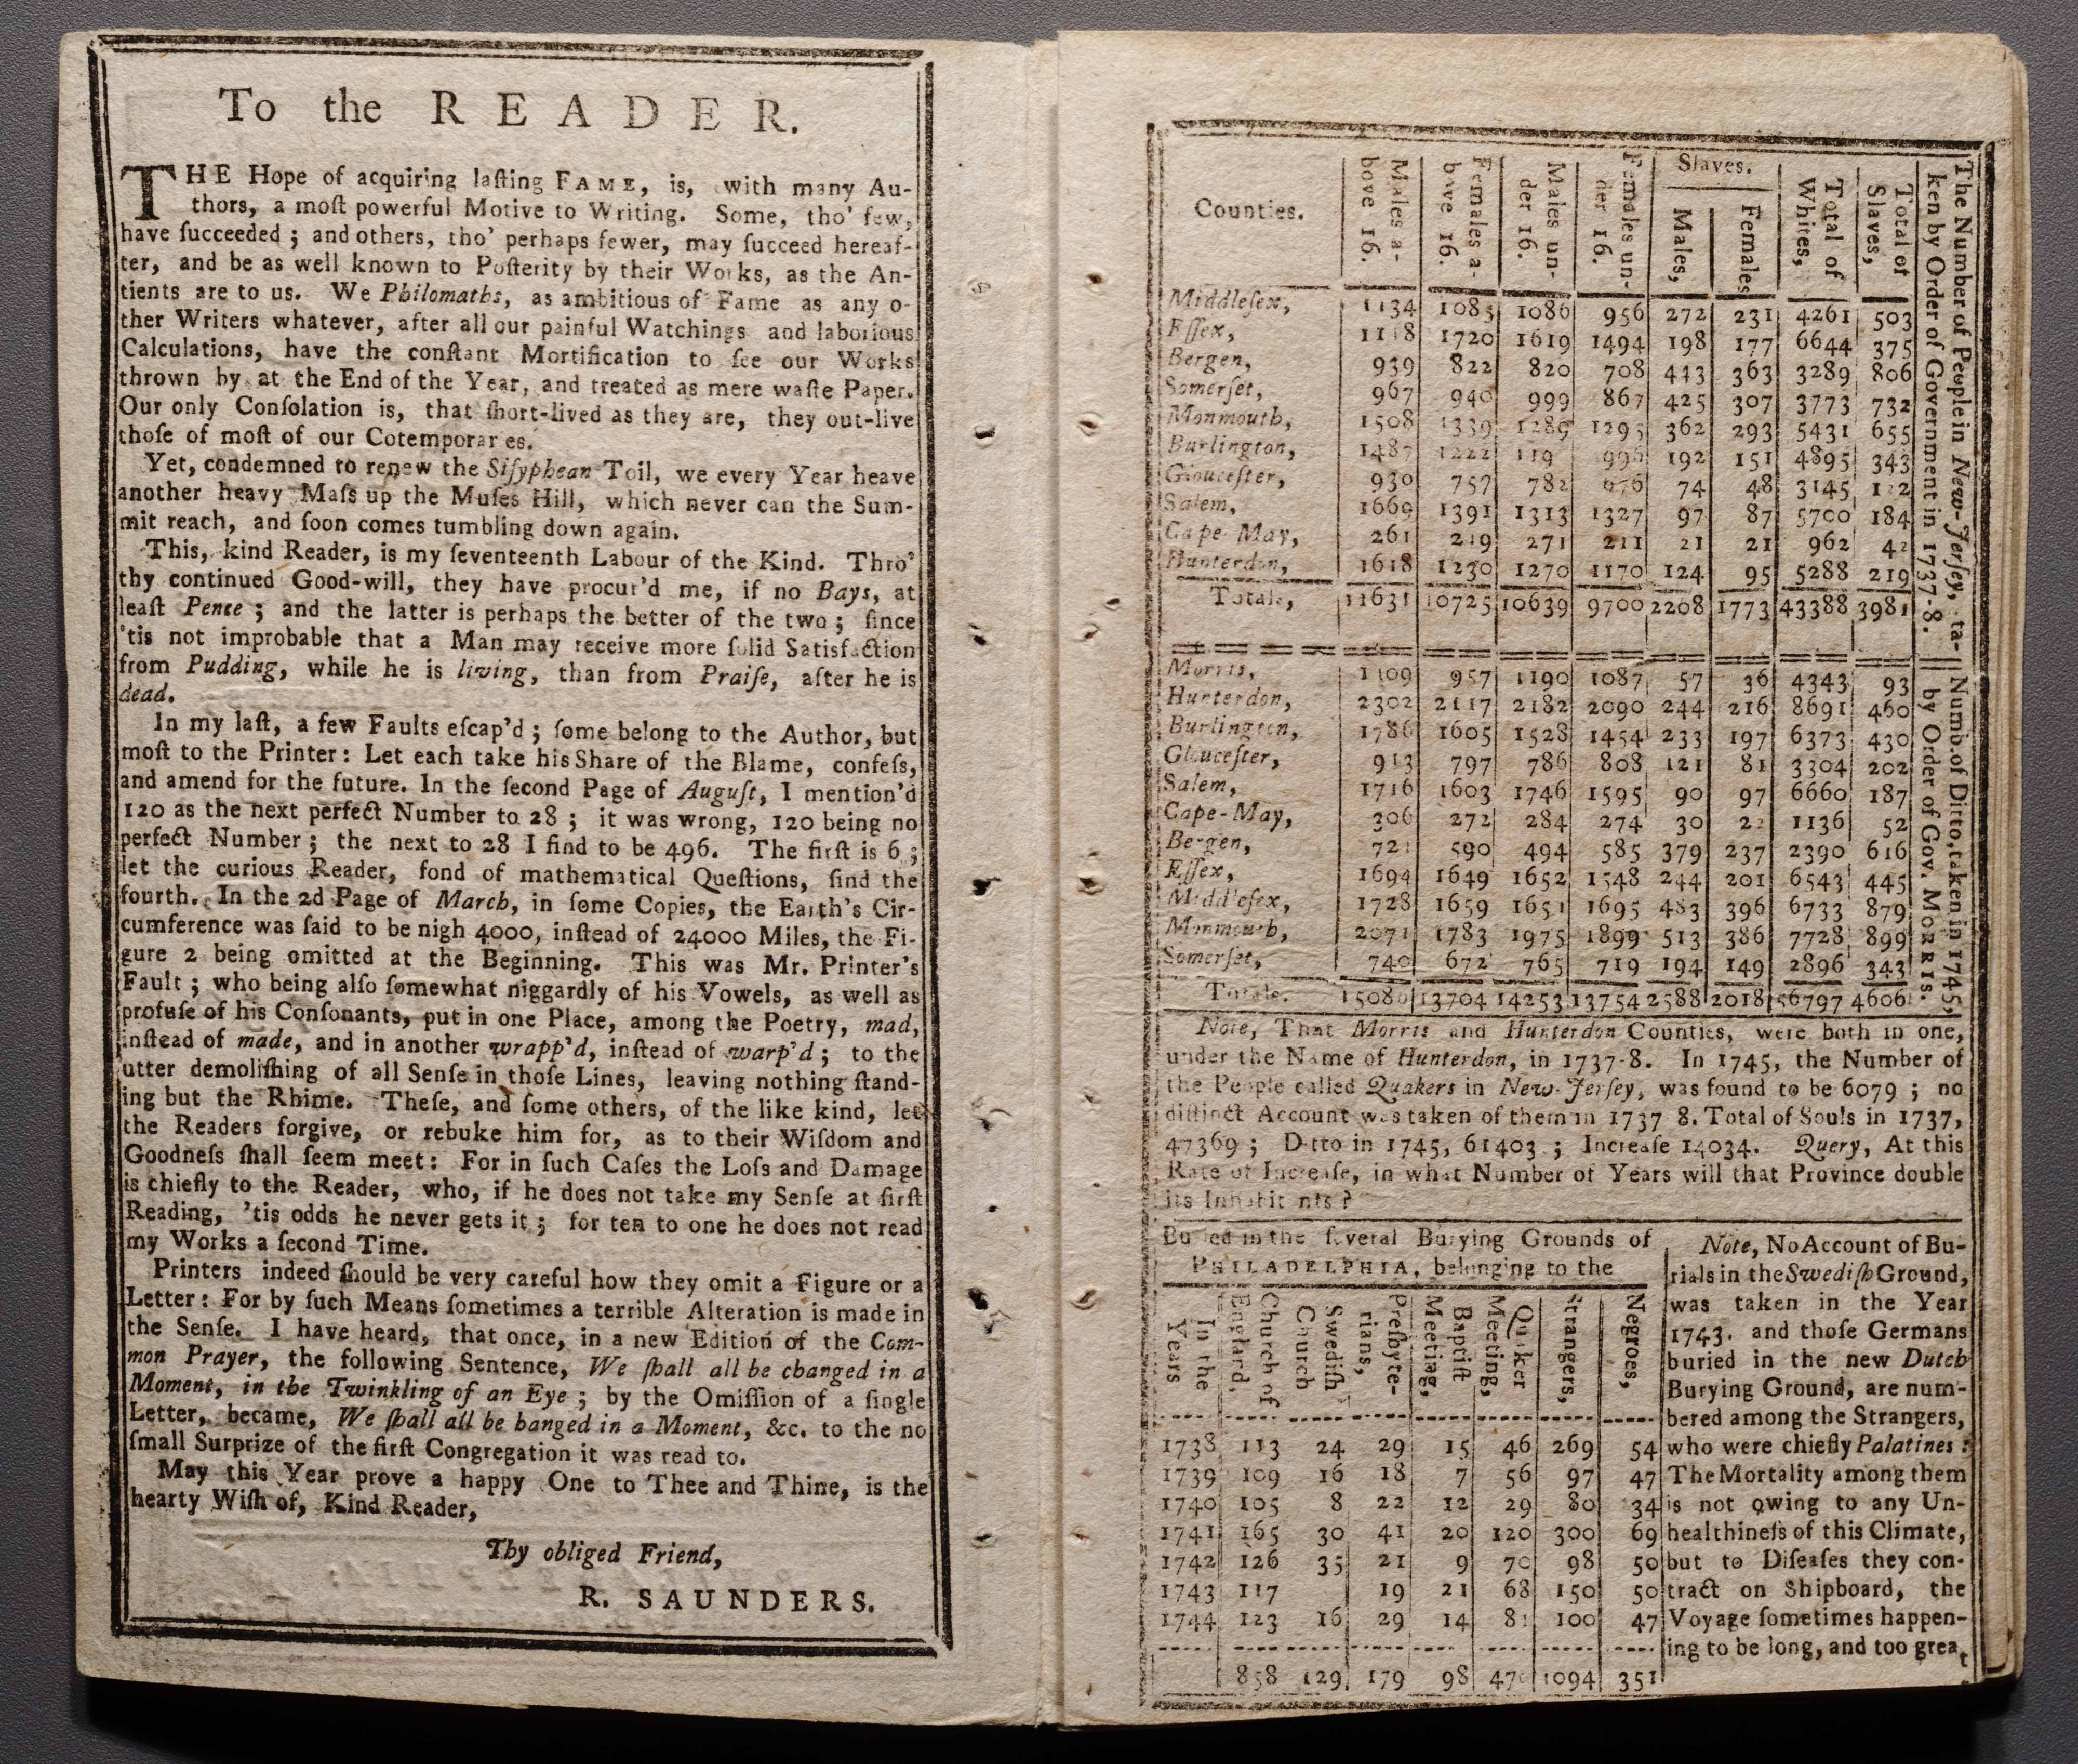 To the READER.
THE Hope of acquiring laſting FAME, is, with many Au-
thors, a moſt powerful Motive to Writing. Some, tho' few,
have ſucceeded ; and others, tho' perhaps fewer, may ſucceed hereaf-
ter, and be as well known to Poſterity by their Works, as the An-
tients are to us. We Philomaths, as ambitious of Fame as any o-
ther Writers whatever, after all our painful Watchings and laborious
Calculations, have the conſtant Mortification to ſee our Works
thrown by at the End of the Year, and treated as mere waſte Paper.
Our only Conſolation is, that ſhort-lived as they are, they out-live
thoſe of moſt of our Cotemporar es.
Yet, condemned to renew the Siſyphean Toil, we every Year heave
another heavy Maſs up the Muſes Hill, which never can the Sum-
mit reach, and ſoon comes tumbling down again.
This, kind Reader, is my ſeventeenth Labour of the Kind. Thro'
thy continued Good-will, they have procur'd me, if no Bays, at
leaſt Pence ; and the latter is perhaps the better of the two ; ſince
'tis not improbable that a Man may receive more ſolid Satisfaction
from Pudding, while he is living, than from Praiſe, after he is
dead.
In my laſt, a few Faults eſcap'd ; ſome belong to the Author, but
moſt to the Printer : Let each take his Share of the Blame, confeſs,
and amend for the future. In the ſecond Page of Auguſt, I mention'd
120 as the next perfect Number to 28 ; it was wrong, 120 being no
perfect Number ; the next to 28 I find to be 496. The firſt is 6 ;
let the curious Reader, fond of mathematical Queſtions, find the
fourth. In the 2d Page of March, in ſome Copies, the Earth's Cir-
cumference was ſaid to be nigh 4000, inſtead of 24000 Miles, the Fi-
gure 2 being omitted at the Beginning. This was Mr. Printer's
Fault ; who being alſo ſomewhat niggardly of his Vowels, as well as
profuſe of his Conſonants, put in one Place, among the Poetry, mad,
inſtead of made, and in another wrapp'd, inſtead of warp'd ; to the
utter demoliſhing of all Senſe in thoſe Lines, leaving nothing ſtand-
ing but the Rhime. Theſe, and ſome others, of the like kind, let
the Readers forgive, or rebuke him for, as to their Wiſdom and
Goodneſs ſhall ſeem meet : For in ſuch Caſes the Loſs and Damage
is chiefly to the Reader, who, if he does not take my Senſe at firſt
Reading, 'tis odds he never gets it ; for ten to one he does not read
my Works a ſecond Time.
Printers indeed ſhould be very careful how they omit a Figure or a
Letter : For by ſuch Means ſometimes a terrible Alteration is made in
the Senſe. I have heard, that once, in a new Edition of the Com-
mon Prayer, the following Sentence, We ſhall all be changed in a
Moment, in the Twinkling of an Eye ; by the Omiſſion of a ſingle
Letter, became, We ſhall all be hanged in a Moment, &c. to the no
ſmall Surprize of the firſt Congregation it was read to.
May this Year prove a happy One to Thee and Thine, is the
hearty Wiſh of, Kind Reader,
Thy obliged Friend,
R. SAUNDERS.
The Number of People in New-Jerſey, ta-
ken by Order of Government in 1737-8.
Counties. Males a- bove 16. Females a- bove 16. Males un- der 16. Females un- der 16. Slaves. Males, Females Total of Whites, Total of Slaves,
Middleſex, 1134 1085 1086 956 272 231 4261 503
Eſſex, 1118 1720 1619 1494 198 177 6644 375
Bergen, 939 822 820 708 443 363 3289 806
Somerſet, 967 940 999 867 425 307 3773 732
Monmouth, 1508 1339 1289 1295 362 293 5431 655
Burlington, 1487 1222 119 996 192 151 4895 343
Glouceſter, 930 757 782 676 74 48 3145 122
Salem, 1669 1391 1313 1327 97 87 5700 184
Cape May, 261 219 271 211 21 21 962 42
Hunterdon, 1618 1230 1270 1170 124 95 5288 219
Totals, 11631 10725 10639 9700 2208 1773 43388 3981
Numb. of Ditto, taken in 1745,
by Order of Gov. MORRIS.
Morris, 1109 957 1190 1087 57 36 4343 93
Hunterdon, 2302 2117 2182 2090 244 216 8691 460
Burlington, 1786 1605 1528 1454 233 197 6373 430
Glouceſter, 913 797 786 808 121 81 3304 202
Salem, 1716 1603 1746 1595 90 97 6660 187
Cape-May, 306 272 284 274 30 22 1136 52
Bergen, 721 590 494 585 379 237 2390 616
Eſſex, 1694 1649 1652 1548 244 201 6543 445
Middleſex, 1728 1659 1651 1695 483 396 6733 879
Monmouth, 2071 1783 1975 1899 513 386 7728 899
Somerſet, 740 672 765 719 194 149 2896 343
Totals. 15086 13704 14253 13754 2588 2018 56797 4606
Note, That Morris and Hunterdon Counties, were both in one,
under the Name of Hunterdon, in 1737-8. In 1745, the Number of
the People called Quakers in New-Jerſey, was found to be 6079 ; no
diſtinct Account was taken of them in 1737 8. Total of Souls in 1737,
47369 ; Ditto in 1745, 61403 ; Increaſe 14034. Query, At this
Rate of Increaſe, in what Number of Years will that Province double
its Inhabit nts ?
Buried in the ſeveral Burying Grounds of
PHILADELPHIA, belonging to the
In the Years Church of England, Swediſh Church Preſbyte- rians, Baptiſt Meeting, Quaker Meeting, Strangers, Negroes,
1738 113 24 29 15 46 269 54
1739 109 16 18 7 56 97 47
1740 105 8 22 12 29 80 34
1741 165 30 41 20 120 300 69
1742 126 35 21 9 70 98 50
1743 117 19 21 68 150 50
1744 123 16 29 14 81 100 47
858 129 179 98 470 1094 351
Note, No Account of Bu-
rials in the Swediſh Ground,
was taken in the Year
1743. and thoſe Germans
buried in the new Dutch
Burying Ground, are num-
bered among the Strangers,
who were chiefly Palatines :
The Mortality among them
is not owing to any Un-
healthineſs of this Climate,
but to Diſeaſes they con-
tract on Shipboard, the
Voyage ſometimes happen-
ing to be long, and too great